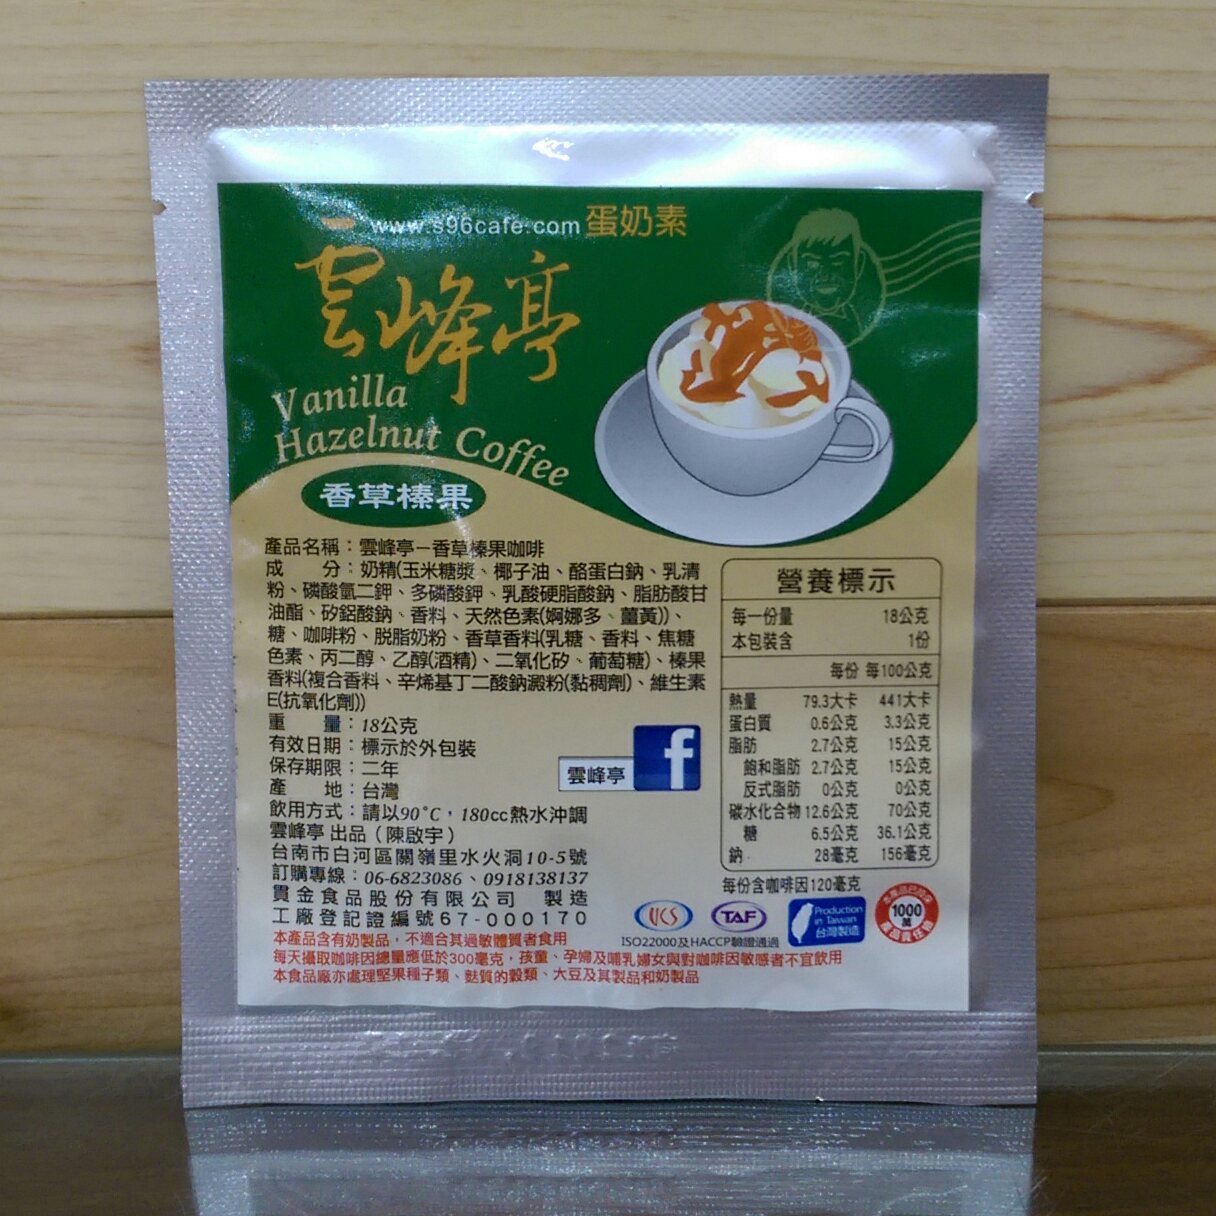 www.s96cafe.com 蛋奶素
雲峰亭
Vanilla
Hazelnut Coffee
香草榛果
產品名稱：雲峰亭－香草榛果咖啡
成　　分：奶精(玉米糖漿、椰子油、酪蛋白鈉、乳清
粉、磷酸氫二鉀、多磷酸鉀、乳酸硬脂酸鈉、脂肪酸甘
油酯、矽鋁酸鈉、香料、天然色素(婀娜多、薑黃))、
糖、咖啡粉、脫脂奶粉、香草香料(乳糖、香料、焦糖
色素、丙二醇、乙醇(酒精)、二氧化矽、葡萄糖)、榛果
香料(複合香料、辛烯基丁二酸鈉澱粉(黏稠劑)、維生素
E(抗氧化劑))
重　　量：18公克
有效日期：標示於外包裝
保存期限：二年
產　　地：台灣
飲用方式：請以90°C，180cc熱水沖調
雲峰亭 出品（陳啟宇）
台南市白河區關嶺里水火洞10-5號
訂購專線：06-6823086、0918138137
貫金食品股份有限公司　製造
工廠登記證編號67-000170
本產品含有奶製品，不適合其過敏體質者食用
每天攝取咖啡因總量應低於300毫克，孩童、孕婦及哺乳婦女與對咖啡因敏感者不宜飲用
本食品廠亦處理堅果種子類、麩質的穀類、大豆及其製品和奶製品
雲峰亭 f
營養標示
每一份量 18公克
本包裝含 1份
每份 每100公克
熱量 79.3大卡 441大卡
蛋白質 0.6公克 3.3公克
脂肪 2.7公克 15公克
飽和脂肪 2.7公克 15公克
反式脂肪 0公克 0公克
碳水化合物 12.6公克 70公克
糖 6.5公克 36.1公克
鈉 28毫克 156毫克
每份含咖啡因120毫克
UCS TAF
ISO22000及HACCP驗證通過
Production
in Taiwan
台灣製造
本產品已投保
1000
萬
產品責任險